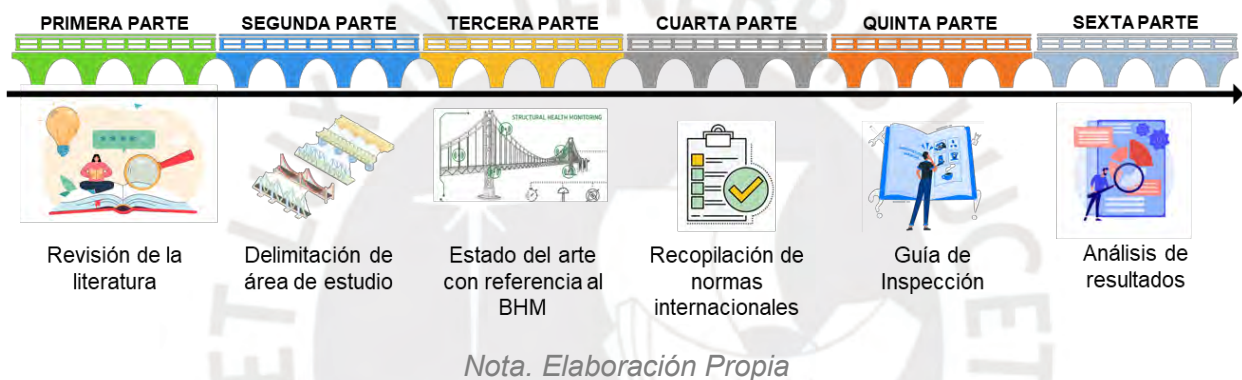 PRIMERA PARTE
SEGUNDA PARTE
TERCERA PARTE
CUARTA PARTE
QUINTA PARTE
SEXTA PARTE
STRUCTURAL HEALTH MONITORING
Revisión de la
literatura
Delimitación de
área de estudio
Estado del arte
con referencia al
BHM
Recopilación de
normas
internacionales
Guía de
Inspección
Análisis de
resultados
Nota. Elaboración Propia